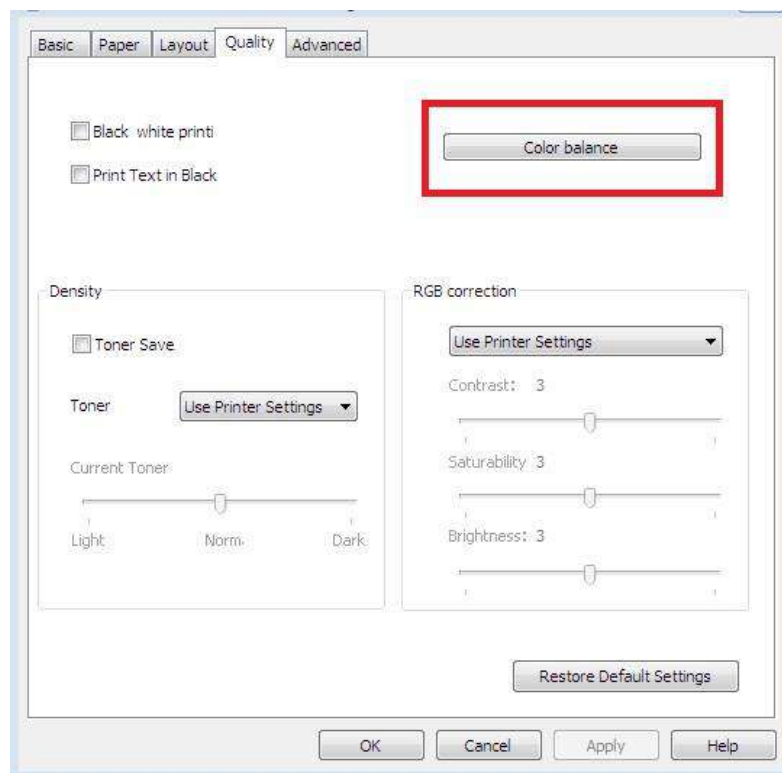 Basic Paper Layout Quality Advanced
Black white printi
Color balance
Print Text in Black
Density
RGB correction
Toner Save
Use Printer Settings
Contrast: 3
Toner Use Printer Settings
Current Toner
Saturability 3
Light Norm. Dark
Brightness: 3
Restore Default Settings
OK Cancel Apply Help